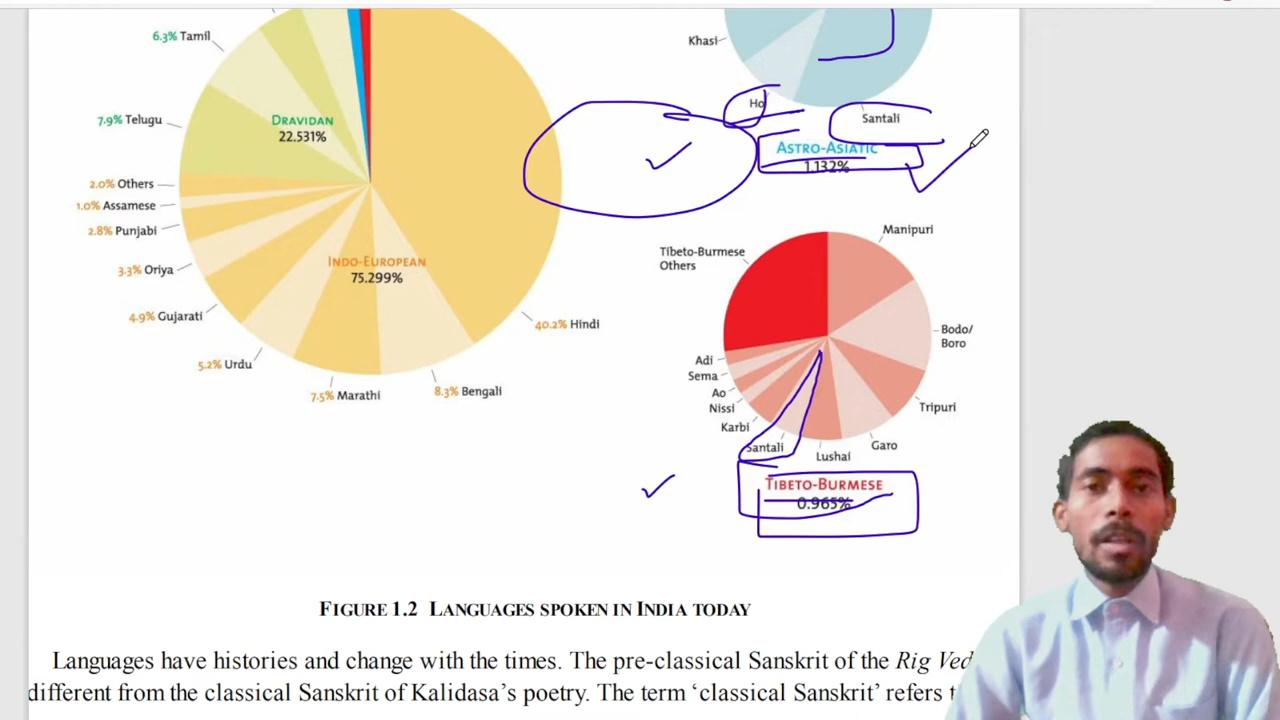 6.3% Tamil
Khasi
Ho
7.9% Telugu
DRAVIDAN
22.531%
Santali
ASTRO-ASIATIC
1.132%
2.0% Others
1.0% Assamese
2.8% Punjabi
Manipuri
Tibeto-Burmese
Others
INDO-EUROPEAN
75.299%
3.3% Oriya
4.9% Gujarati
40.2% Hindi
Bodo/
Boro
5.2% Urdu
7.5% Marathi
8.3% Bengali
Adi
Sema
Ao
Nissi
Karbi
Santali
Lushai
Garo
Tripuri
TIBETO-BURMESE
0.965%
FIGURE 1.2 LANGUAGES SPOKEN IN INDIA TODAY
Languages have histories and change with the times. The pre-classical Sanskrit of the Rig Ved
different from the classical Sanskrit of Kalidasa's poetry. The term 'classical Sanskrit' refers t